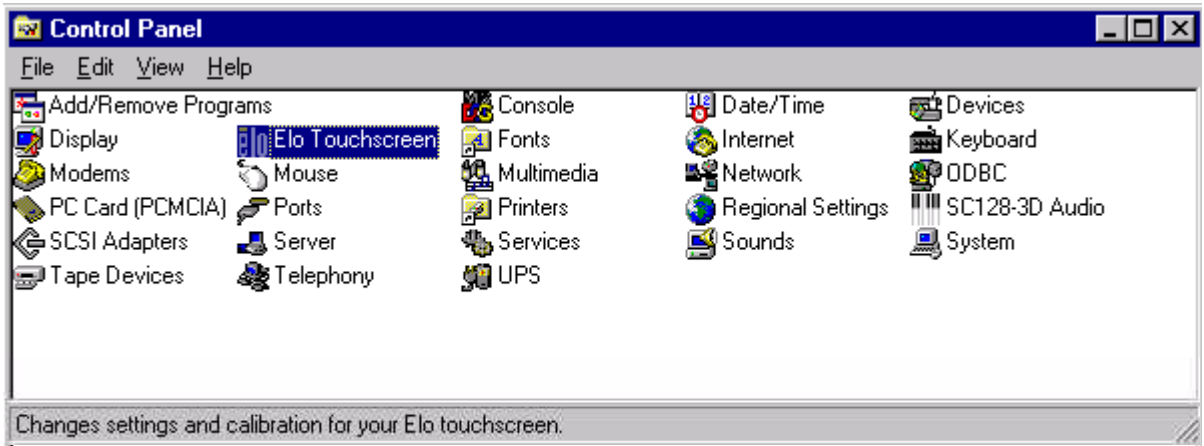 Control Panel
File Edit View Help
Add/Remove Programs Console Date/Time Devices
Display Elo Touchscreen Fonts Internet Keyboard
Modems Mouse Multimedia Network ODBC
PC Card (PCMCIA) Ports Printers Regional Settings SC128-3D Audio
SCSI Adapters Server Services Sounds System
Tape Devices Telephony UPS
Changes settings and calibration for your Elo touchscreen.